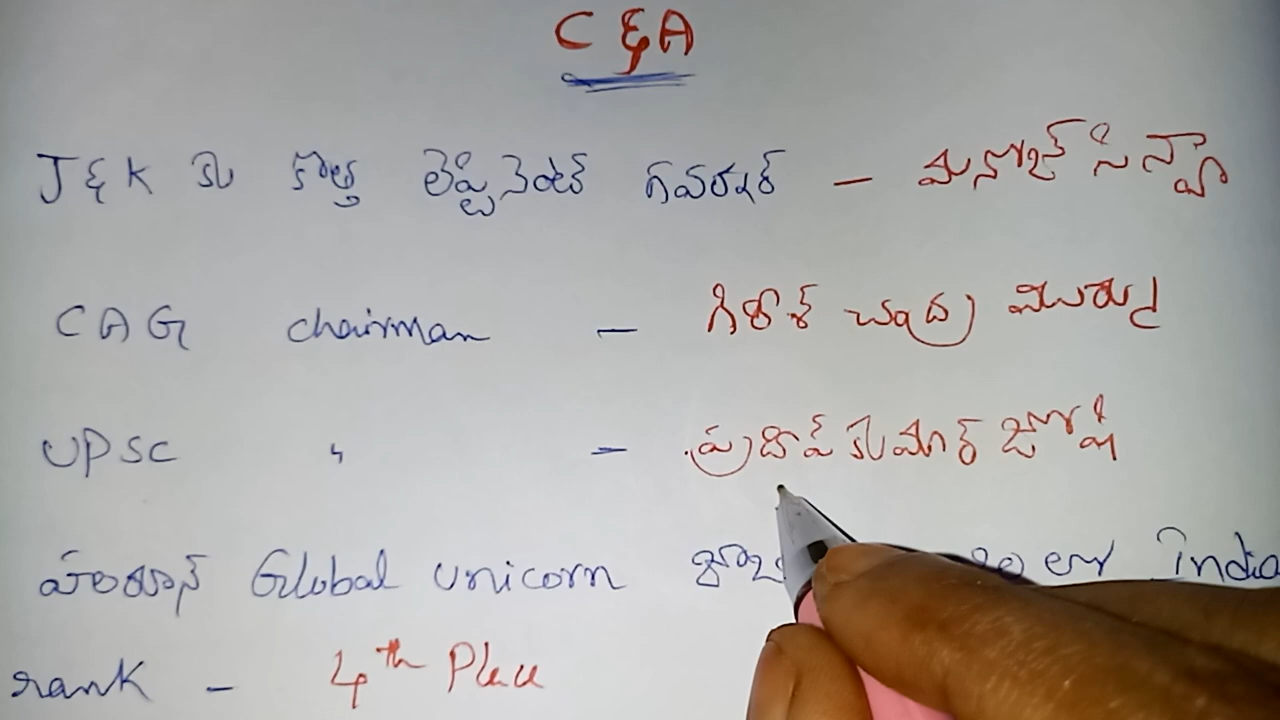 C & A
J & K కు కొత్త లెఫ్టినెంట్ గవర్నర్ — మనోజ్ సిన్హా
CAG chairman — గిరీశ్ చంద్ర ముర్ము
UPSC " — ప్రదీప్ కుమార్ జోషి
హురూన్ Global unicorn India
rank — 4th Place